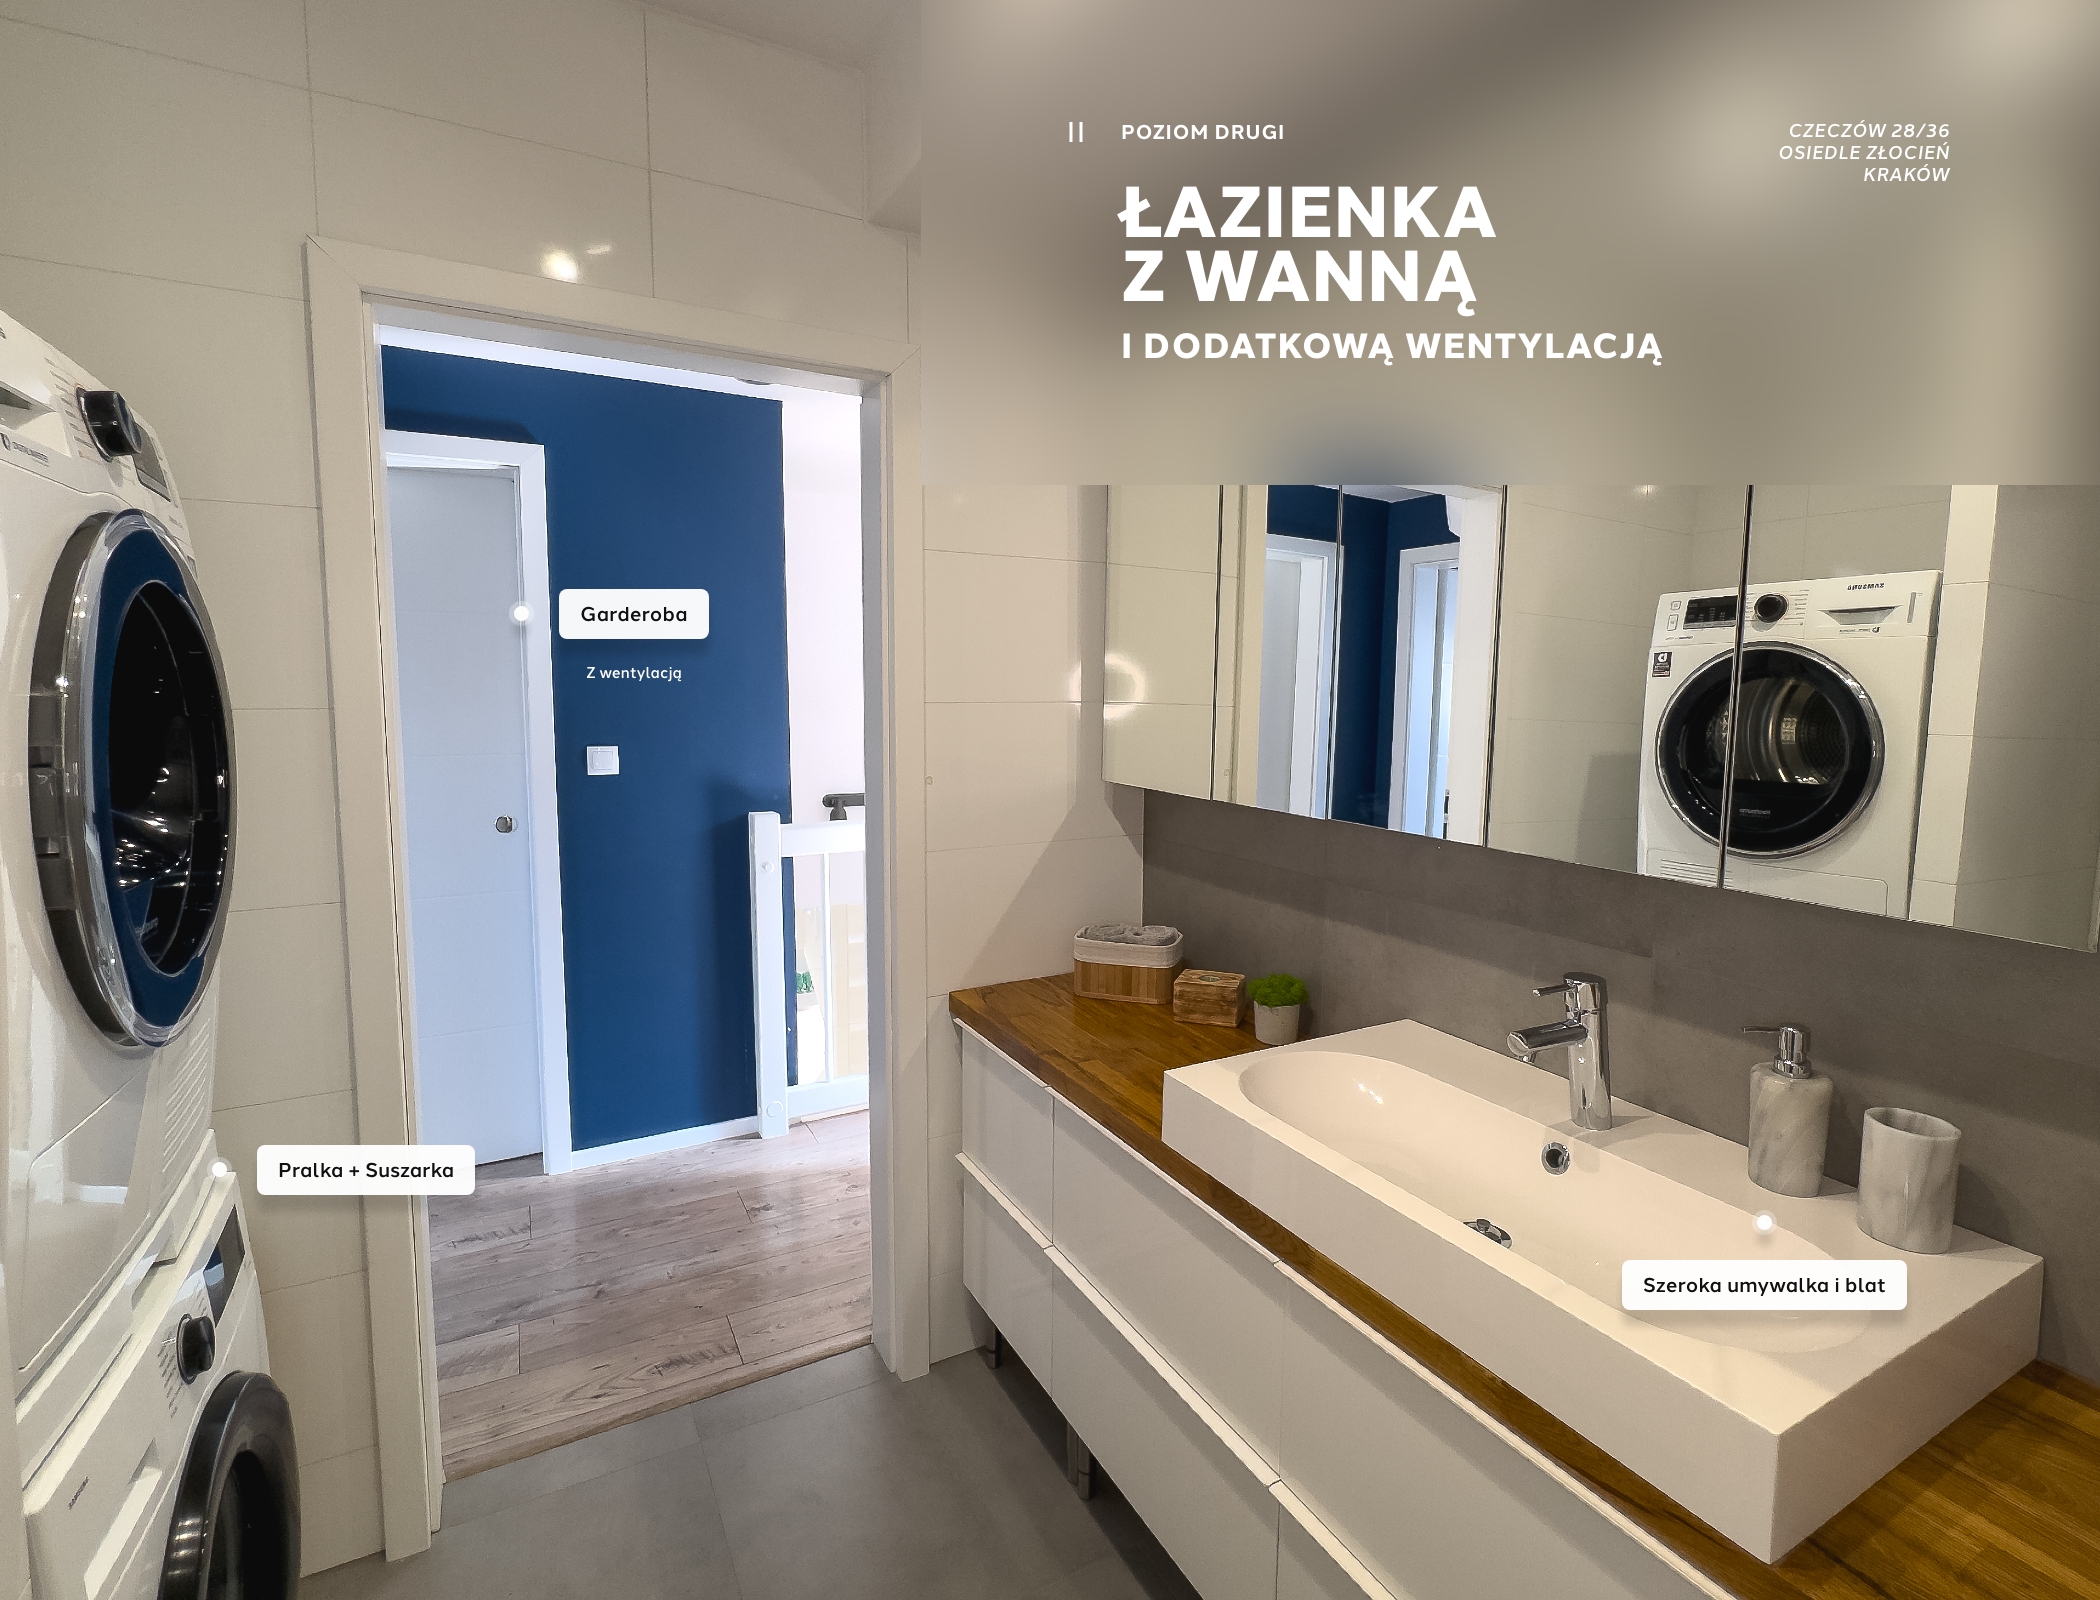 II POZIOM DRUGI
CZECZÓW 28/36
OSIEDLE ZŁOCIEŃ
KRAKÓW
ŁAZIENKA
Z WANNĄ
I DODATKOWĄ WENTYLACJĄ
Garderoba
Z wentylacją
Pralka + Suszarka
Szeroka umywalka i blat
SAMSUNG